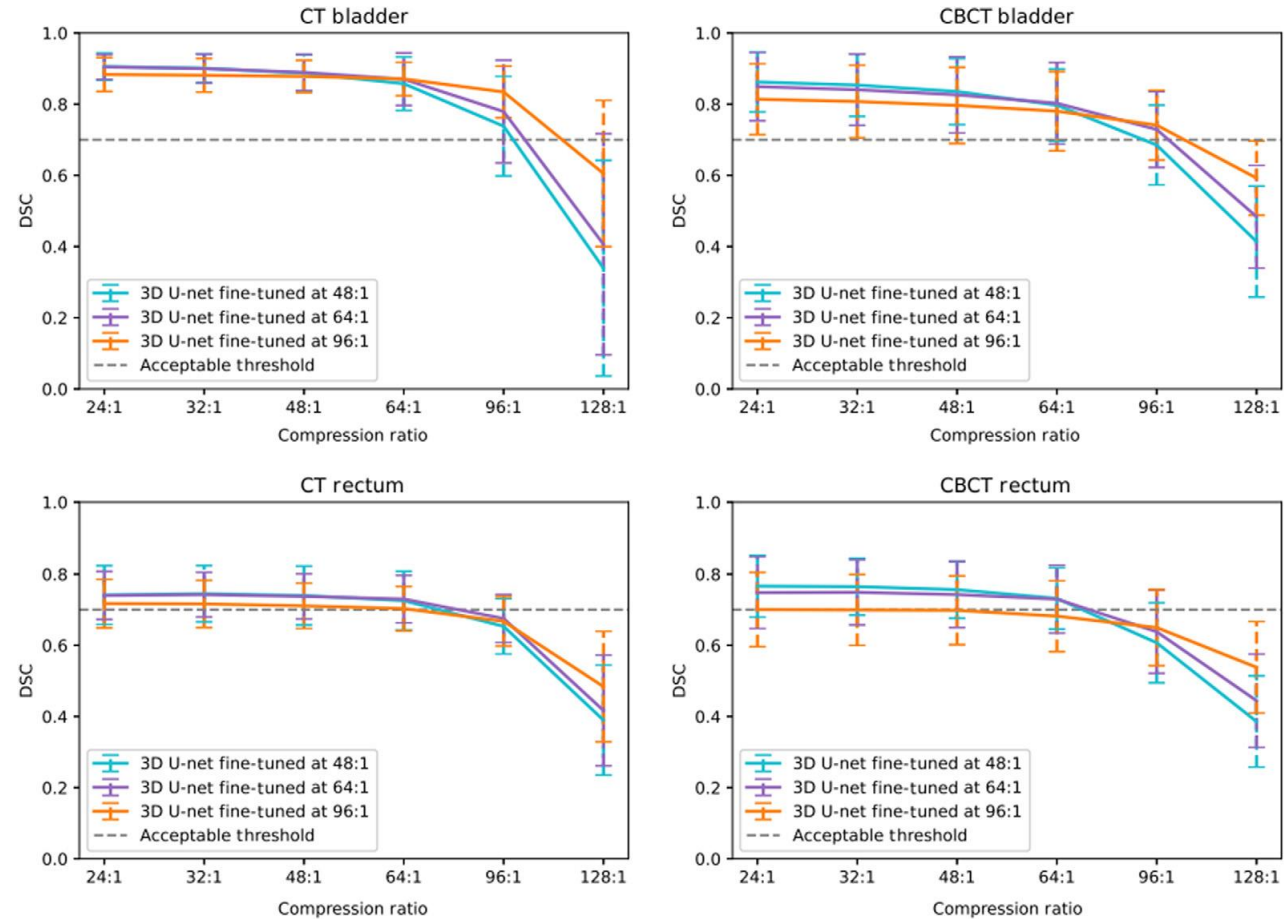 CT bladder
1.0
0.8
0.6
0.4
0.2
0.0
DSC
3D U-net fine-tuned at 48:1
3D U-net fine-tuned at 64:1
3D U-net fine-tuned at 96:1
Acceptable threshold
24:1 32:1 48:1 64:1 96:1 128:1
Compression ratio
CBCT bladder
1.0
0.8
0.6
0.4
0.2
0.0
DSC
3D U-net fine-tuned at 48:1
3D U-net fine-tuned at 64:1
3D U-net fine-tuned at 96:1
Acceptable threshold
24:1 32:1 48:1 64:1 96:1 128:1
Compression ratio
CT rectum
1.0
0.8
0.6
0.4
0.2
0.0
DSC
3D U-net fine-tuned at 48:1
3D U-net fine-tuned at 64:1
3D U-net fine-tuned at 96:1
Acceptable threshold
24:1 32:1 48:1 64:1 96:1 128:1
Compression ratio
CBCT rectum
1.0
0.8
0.6
0.4
0.2
0.0
DSC
3D U-net fine-tuned at 48:1
3D U-net fine-tuned at 64:1
3D U-net fine-tuned at 96:1
Acceptable threshold
24:1 32:1 48:1 64:1 96:1 128:1
Compression ratio